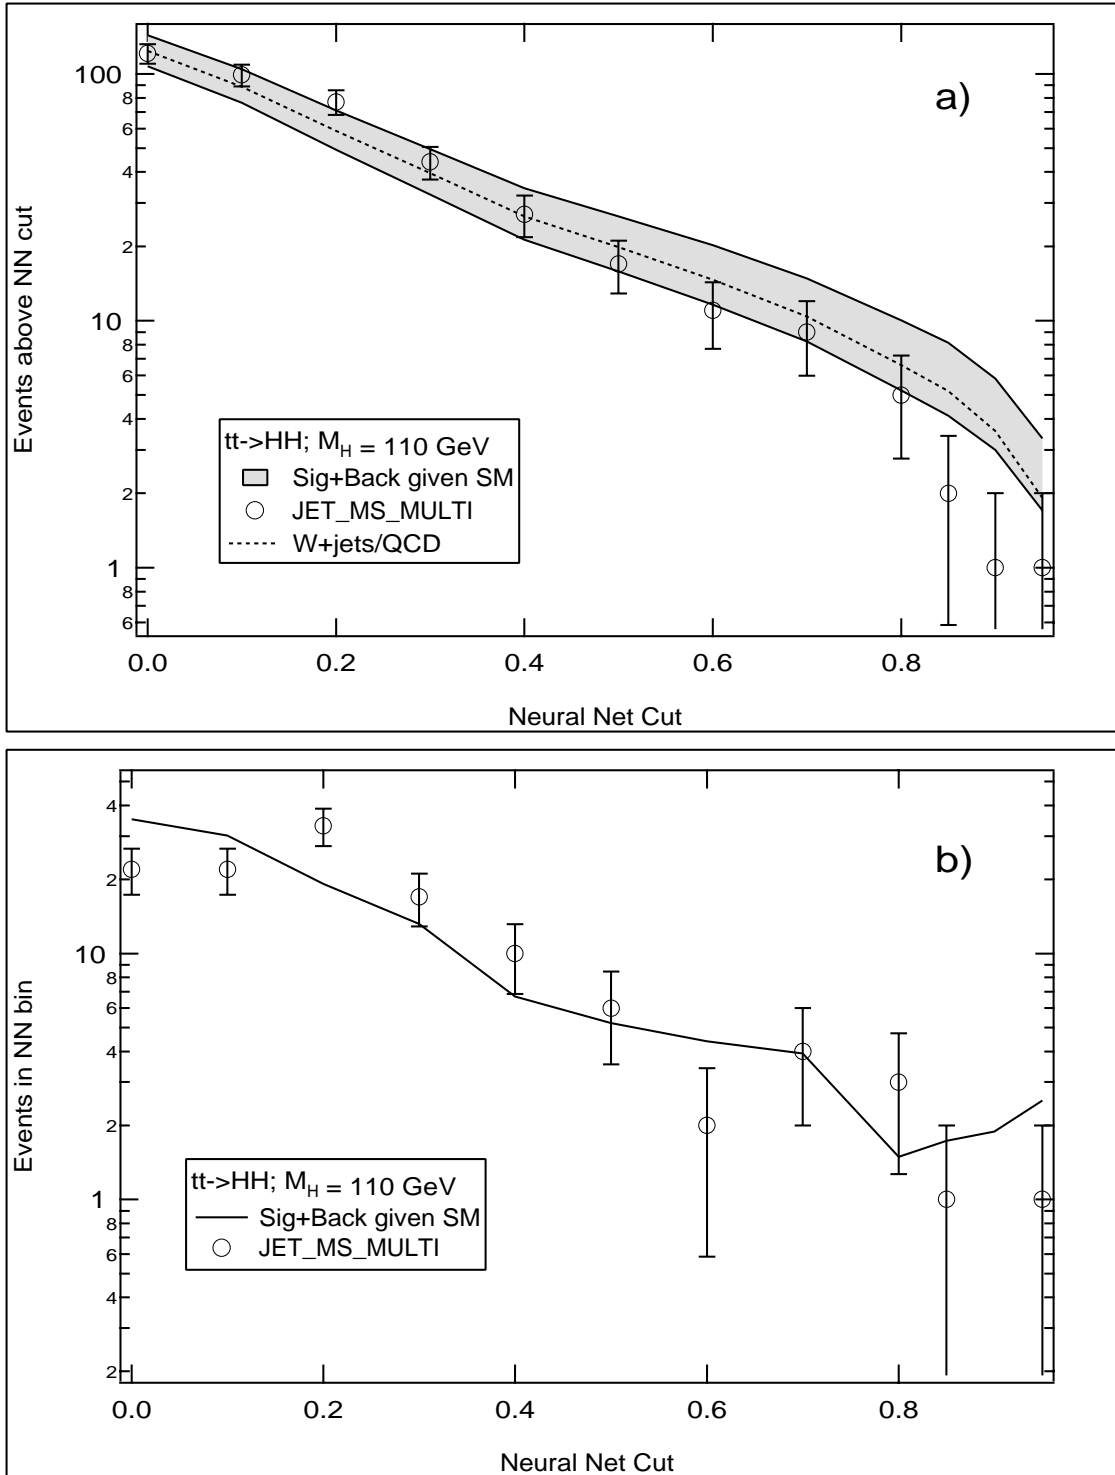 a)
100
8
6
4
2
10
8
6
4
2
1
8
6
Events above NN cut
tt->HH; M_H = 110 GeV
Sig+Back given SM
JET_MS_MULTI
W+jets/QCD
0.0 0.2 0.4 0.6 0.8
Neural Net Cut
b)
4
2
10
8
6
4
2
1
8
6
4
2
Events in NN bin
tt->HH; M_H = 110 GeV
Sig+Back given SM
JET_MS_MULTI
0.0 0.2 0.4 0.6 0.8
Neural Net Cut